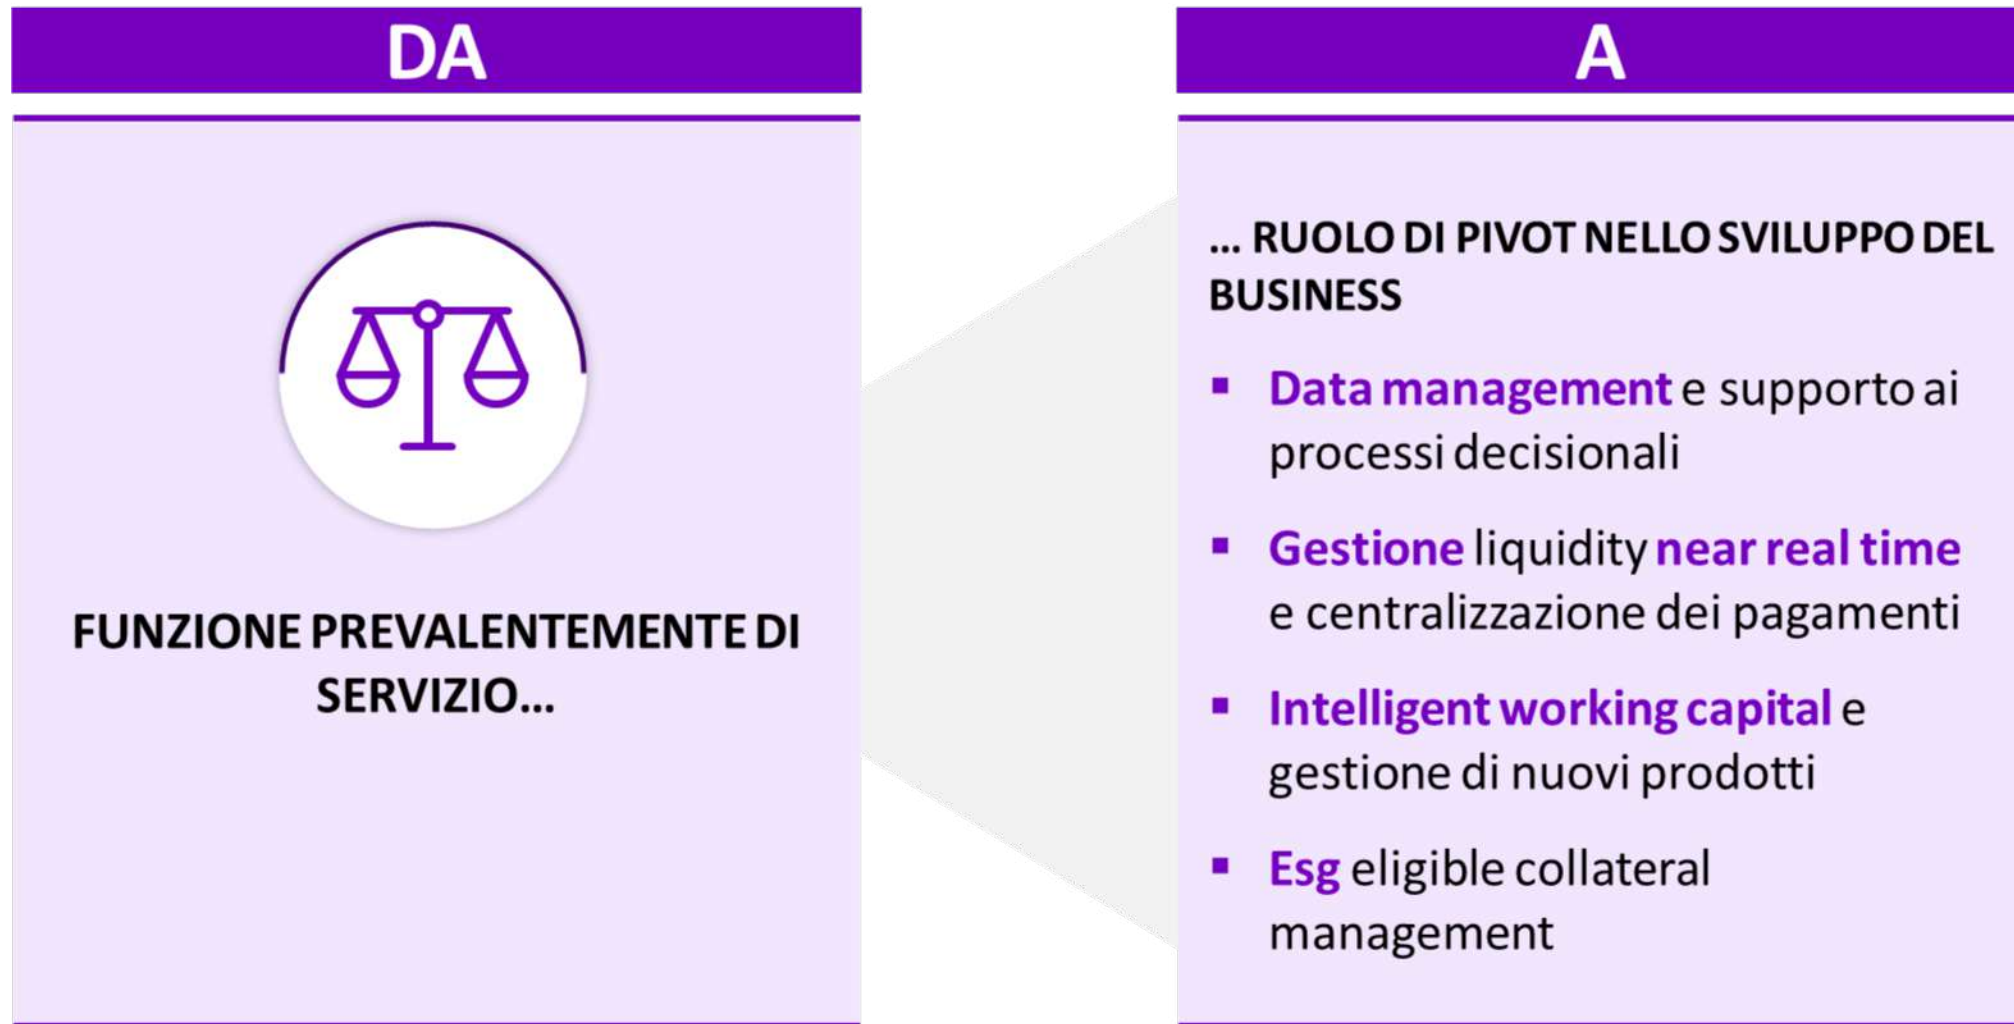 DA
FUNZIONE PREVALENTEMENTE DI
SERVIZIO...
A
... RUOLO DI PIVOT NELLO SVILUPPO DEL
BUSINESS
▪ Data management e supporto ai
processi decisionali
▪ Gestione liquidity near real time
e centralizzazione dei pagamenti
▪ Intelligent working capital e
gestione di nuovi prodotti
▪ Esg eligible collateral
management